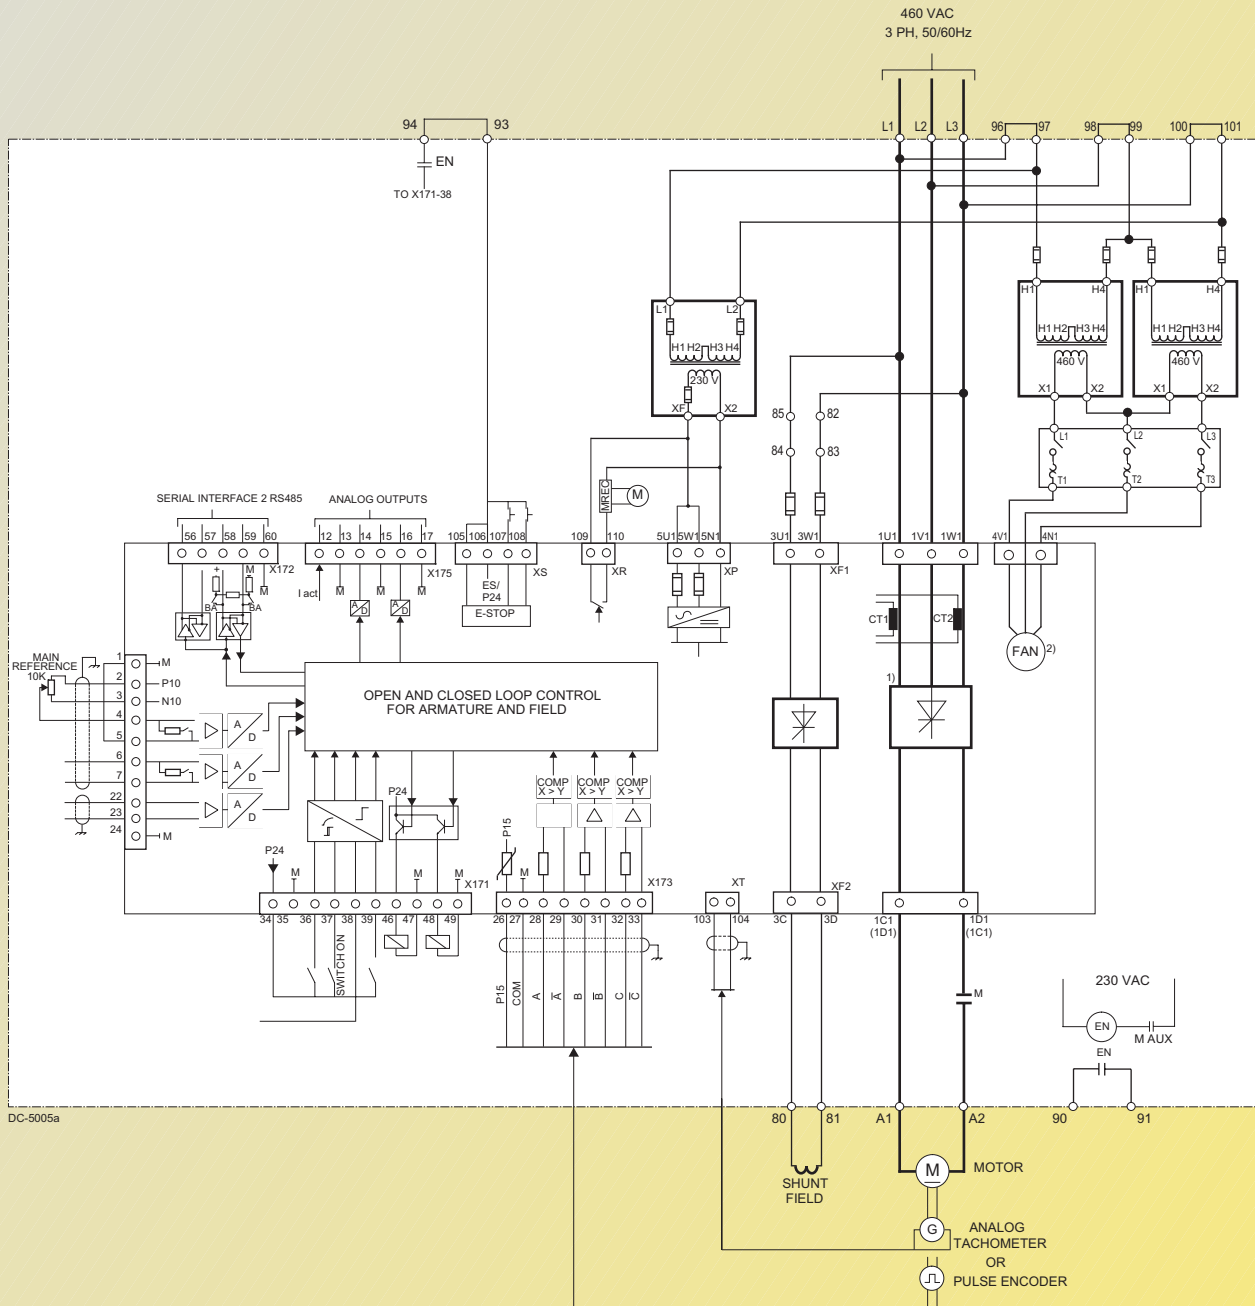 460 VAC
3 PH, 50/60Hz
94 93 L1 L2 L3 96 97 98 99 100 101
EN
TO X171-38
H1 H4 H1 H4
L1 L2
H1 H2 H3 H4 H1 H2 H3 H4
H1 H2 H3 H4
460 V 460 V
230 V
X1 X2 X1 X2
XF X2
85 82
84 83
L1 L2 L3
T1 T2 T3
MREC M
SERIAL INTERFACE 2 RS485 ANALOG OUTPUTS
56 57 58 59 60 12 13 14 15 16 17 105 106 107 108 109 110 5U1 5W1 5N1 3U1 3W1 1U1 1V1 1W1 4V1 4N1
X172 X175 XS XR XP XF1
+ M
M
BA BA
I act M M M
A D A D
ES/
P24
E-STOP
CT1 CT2
FAN 2)
1)
MAIN
REFERENCE
10K
1 M
2 P10
3 N10
4
5
6
7
22
23
24 M
A D
A D
A D
OPEN AND CLOSED LOOP CONTROL
FOR ARMATURE AND FIELD
COMP COMP COMP
X > Y X > Y X > Y
P24
P24
P15
M M M M
X171 X173 XT XF2
34 35 36 37 38 39 46 47 48 49 26 27 28 29 30 31 32 33 103 104 3C 3D 1C1 1D1
(1D1) (1C1)
SWITCH ON
P15 COM A A B B C C
M
230 VAC
EN
M AUX
EN
DC-5005a
80 81 A1 A2 90 91
M MOTOR
SHUNT
FIELD
G ANALOG
TACHOMETER
OR
PULSE ENCODER